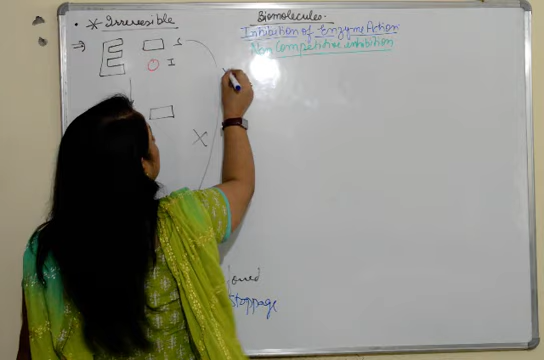 Biomolecules.
* Irreversible
Inhibition of Enzyme Action
Non Competitive inhibition
⇒ E S
I
X
Stoppage